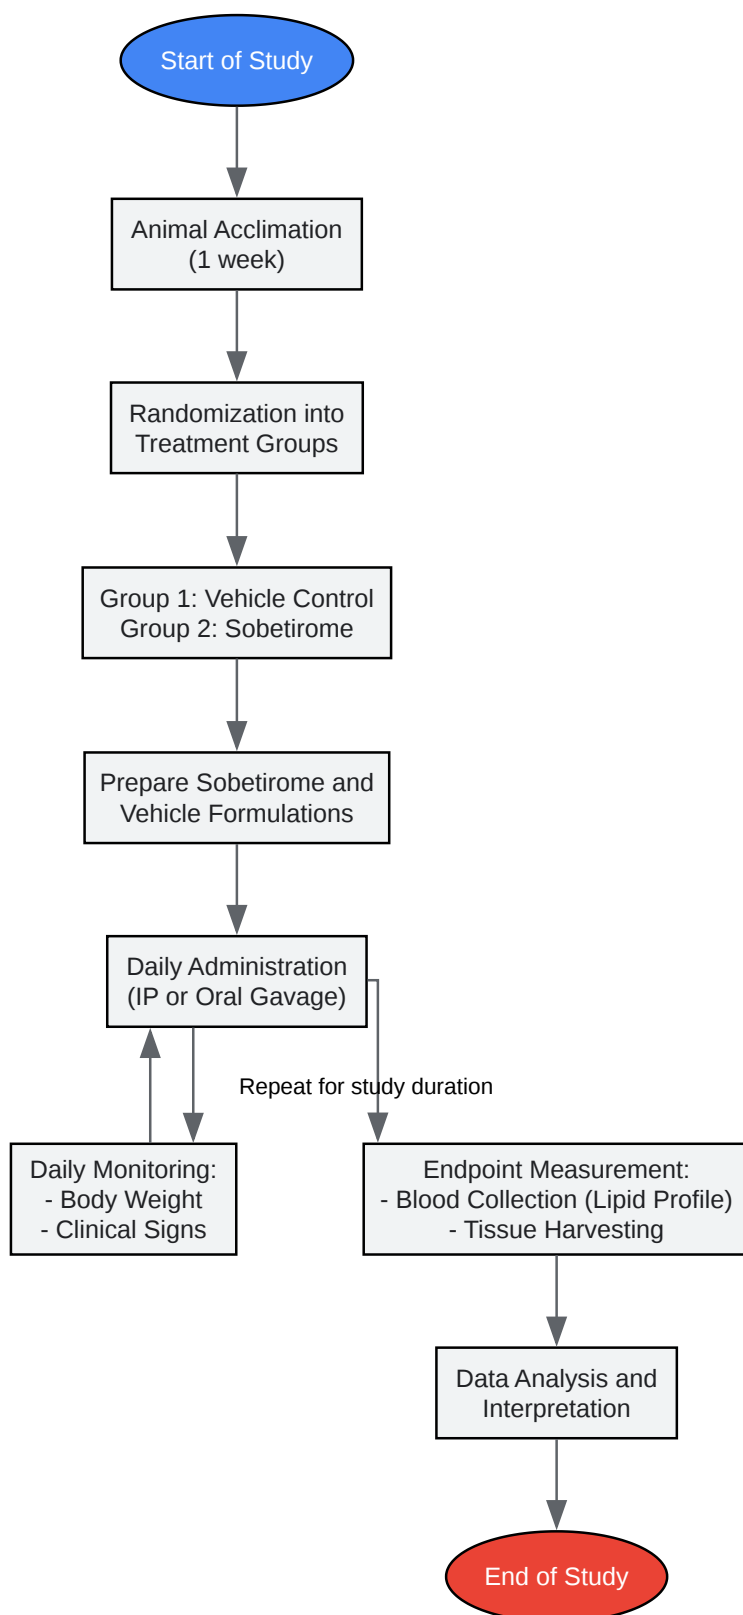 Start of Study
Animal Acclimation
(1 week)
Randomization into
Treatment Groups
Group 1: Vehicle Control
Group 2: Sobetirome
Prepare Sobetirome and
Vehicle Formulations
Daily Administration
(IP or Oral Gavage)
Repeat for study duration
Daily Monitoring:
- Body Weight
- Clinical Signs
Endpoint Measurement:
- Blood Collection (Lipid Profile)
- Tissue Harvesting
Data Analysis and
Interpretation
End of Study